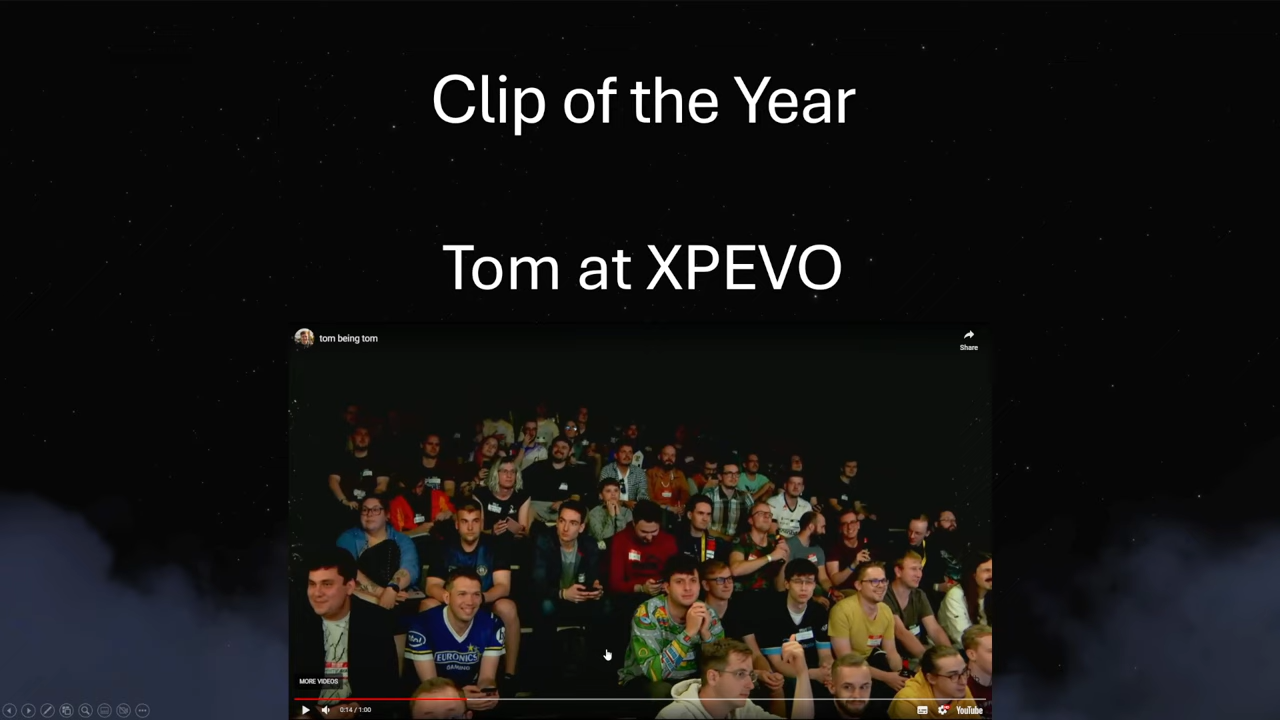 Clip of the Year
Tom at XPEVO
tom being tom
Share
EURONICS
GAMING
MORE VIDEOS
0:14 / 1:00
YouTube